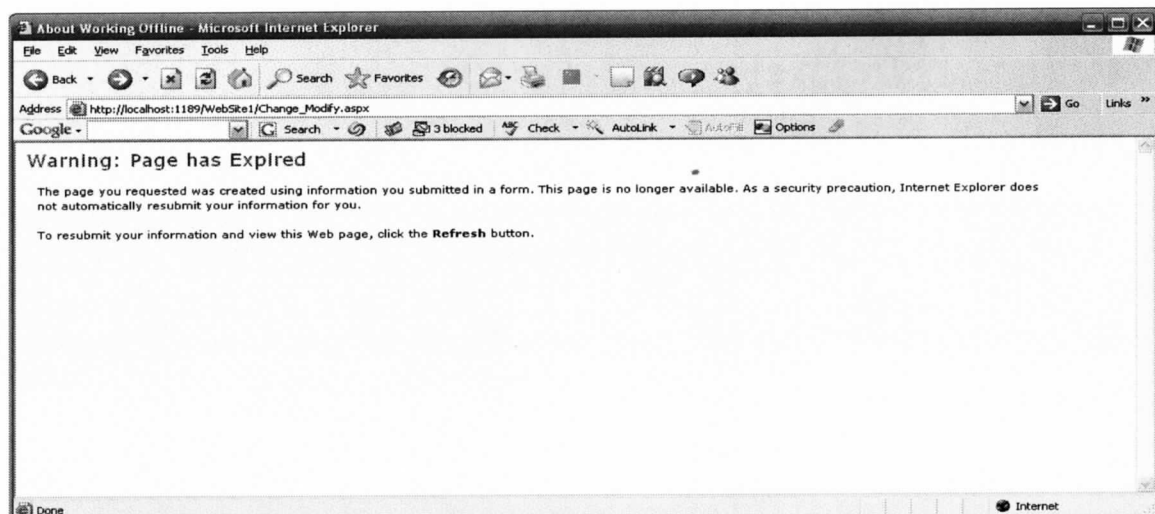 About Working Offline - Microsoft Internet Explorer
File Edit View Favorites Tools Help
Back Search Favorites
Address http://localhost:1189/WebSite1/Change_Modify.aspx Go Links »
Google Search 3 blocked ABC Check AutoLink AutoFill Options
Warning: Page has Expired
The page you requested was created using information you submitted in a form. This page is no longer available. As a security precaution, Internet Explorer does
not automatically resubmit your information for you.
To resubmit your information and view this Web page, click the Refresh button.
Done Internet